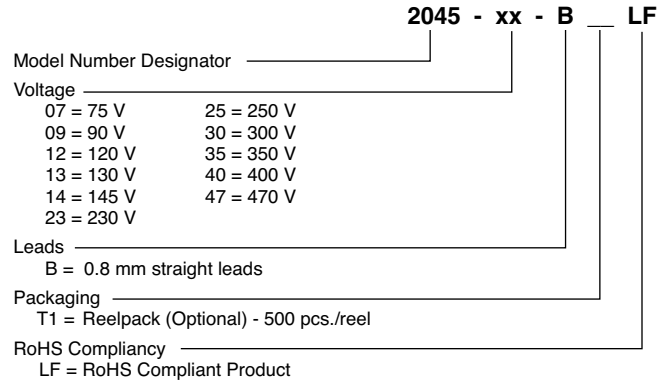 2045 - xx - B __ LF
Model Number Designator
Voltage
07 = 75 V 25 = 250 V
09 = 90 V 30 = 300 V
12 = 120 V 35 = 350 V
13 = 130 V 40 = 400 V
14 = 145 V 47 = 470 V
23 = 230 V
Leads
B = 0.8 mm straight leads
Packaging
T1 = Reelpack (Optional) - 500 pcs./reel
RoHS Compliancy
LF = RoHS Compliant Product